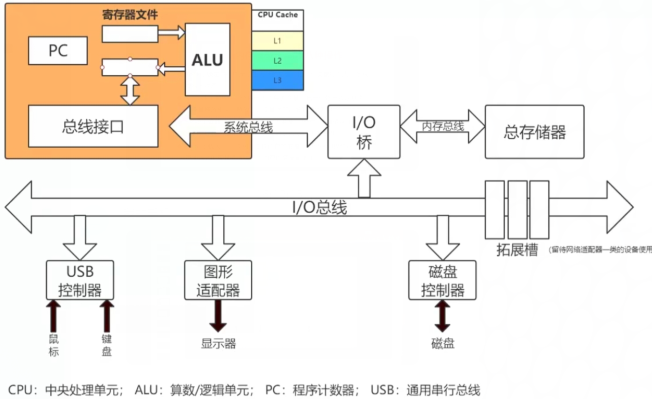 寄存器文件
CPU Cache
PC
ALU
L1
L2
L3
总线接口
系统总线
I/O
桥
内存总线
总存储器
I/O总线
拓展槽
(留待网络适配器一类的设备使用
USB
控制器
图形
适配器
磁盘
控制器
鼠标
键盘
显示器
磁盘
CPU：中央处理单元； ALU：算数/逻辑单元； PC：程序计数器； USB：通用串行总线